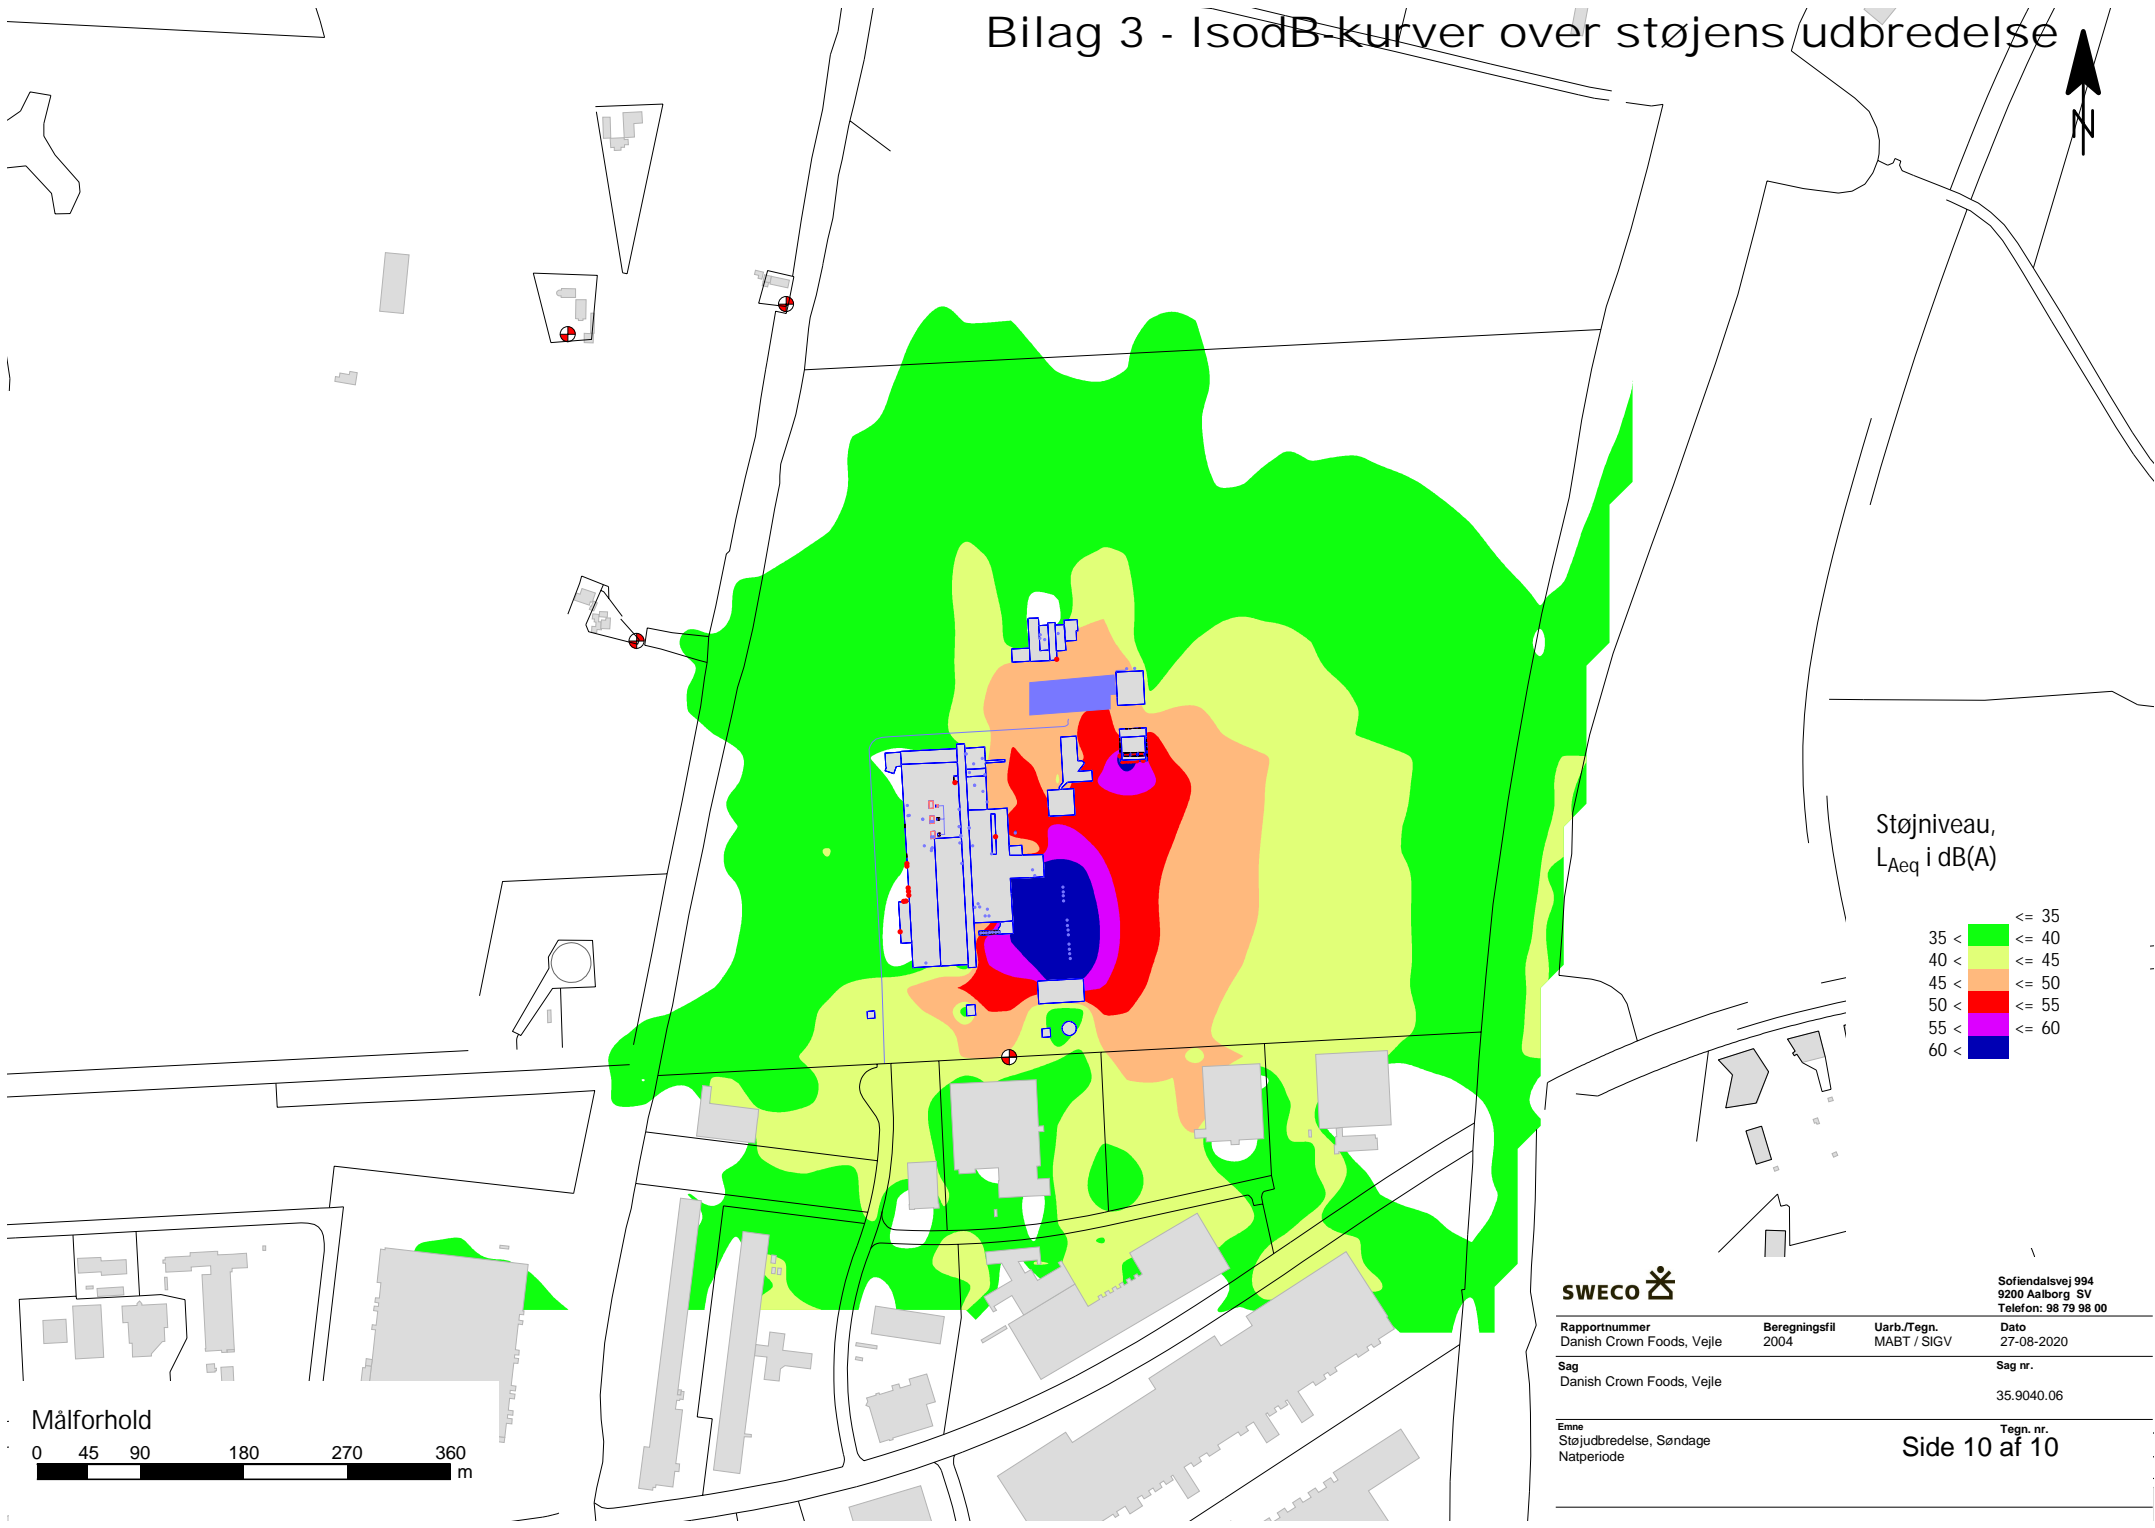 Bilag 3 - IsodB-kurver over støjens udbredelse
N
Støjniveau,
LAeq i dB(A)
<= 35
35 < <= 40
40 < <= 45
45 < <= 50
50 < <= 55
55 < <= 60
60 <
SWECO
Sofiendalsvej 994
9200 Aalborg SV
Telefon: 98 79 98 00
Rapportnummer Beregningsfil Uarb./Tegn. Dato
Danish Crown Foods, Vejle 2004 MABT / SIGV 27-08-2020
Sag Sag nr.
Danish Crown Foods, Vejle
35.9040.06
Emne Tegn. nr.
Støjudbredelse, Søndage
Natperiode
Side 10 af 10
Målforhold
0 45 90 180 270 360
m